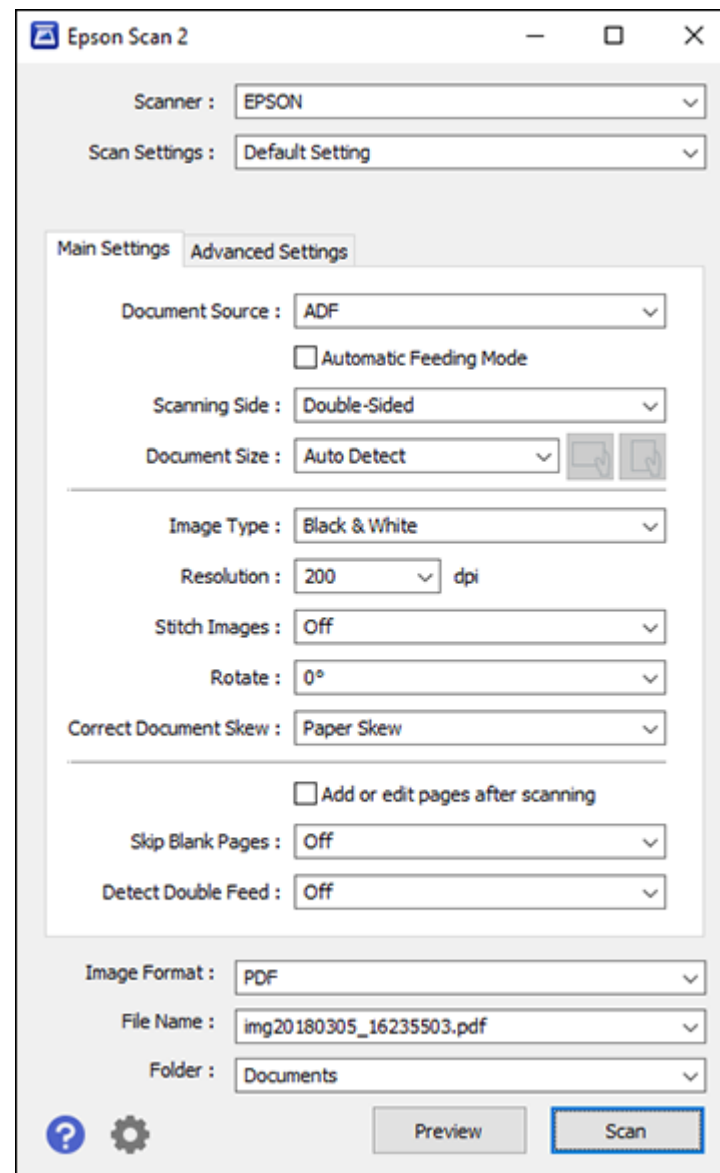 Epson Scan 2
Scanner : EPSON
Scan Settings : Default Setting
Main Settings Advanced Settings
Document Source : ADF
Automatic Feeding Mode
Scanning Side : Double-Sided
Document Size : Auto Detect
Image Type : Black & White
Resolution : 200 dpi
Stitch Images : Off
Rotate : 0°
Correct Document Skew : Paper Skew
Add or edit pages after scanning
Skip Blank Pages : Off
Detect Double Feed : Off
Image Format : PDF
File Name : img20180305_16235503.pdf
Folder : Documents
? Preview Scan